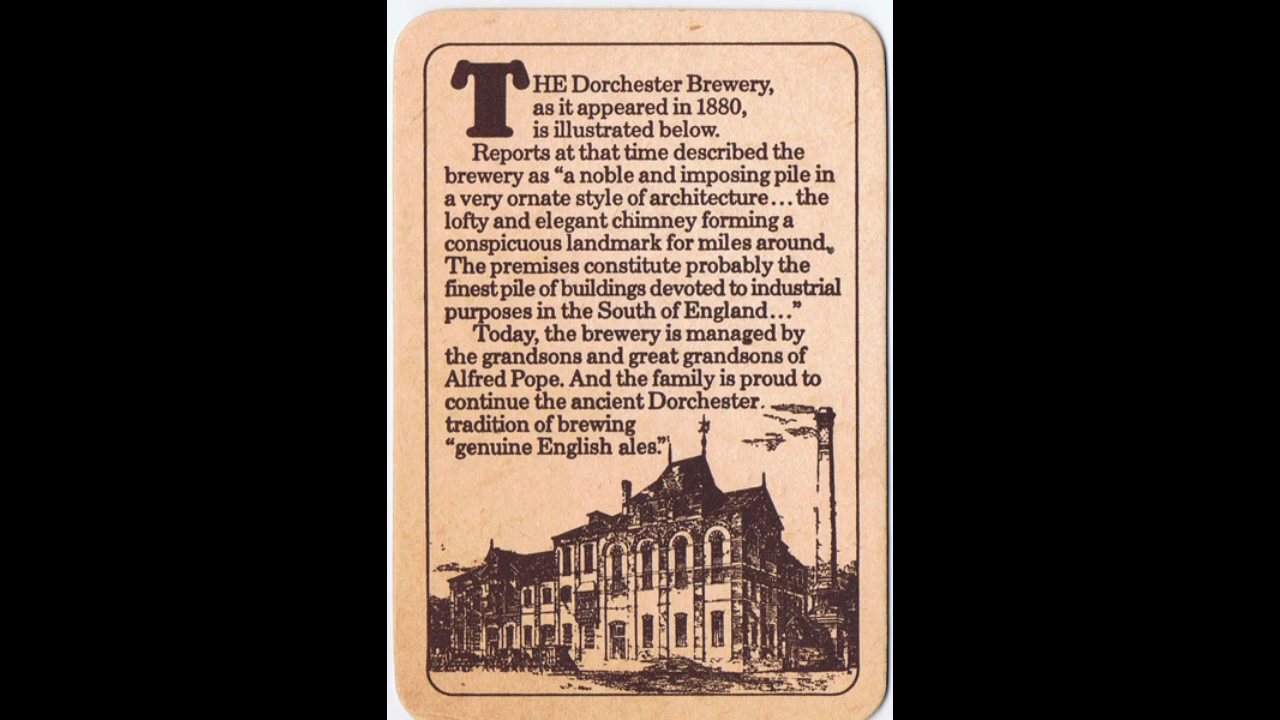 THE Dorchester Brewery,
as it appeared in 1880,
is illustrated below.
Reports at that time described the
brewery as “a noble and imposing pile in
a very ornate style of architecture...the
lofty and elegant chimney forming a
conspicuous landmark for miles around.
The premises constitute probably the
finest pile of buildings devoted to industrial
purposes in the South of England...”
Today, the brewery is managed by
the grandsons and great grandsons of
Alfred Pope. And the family is proud to
continue the ancient Dorchester
tradition of brewing
“genuine English ales.”